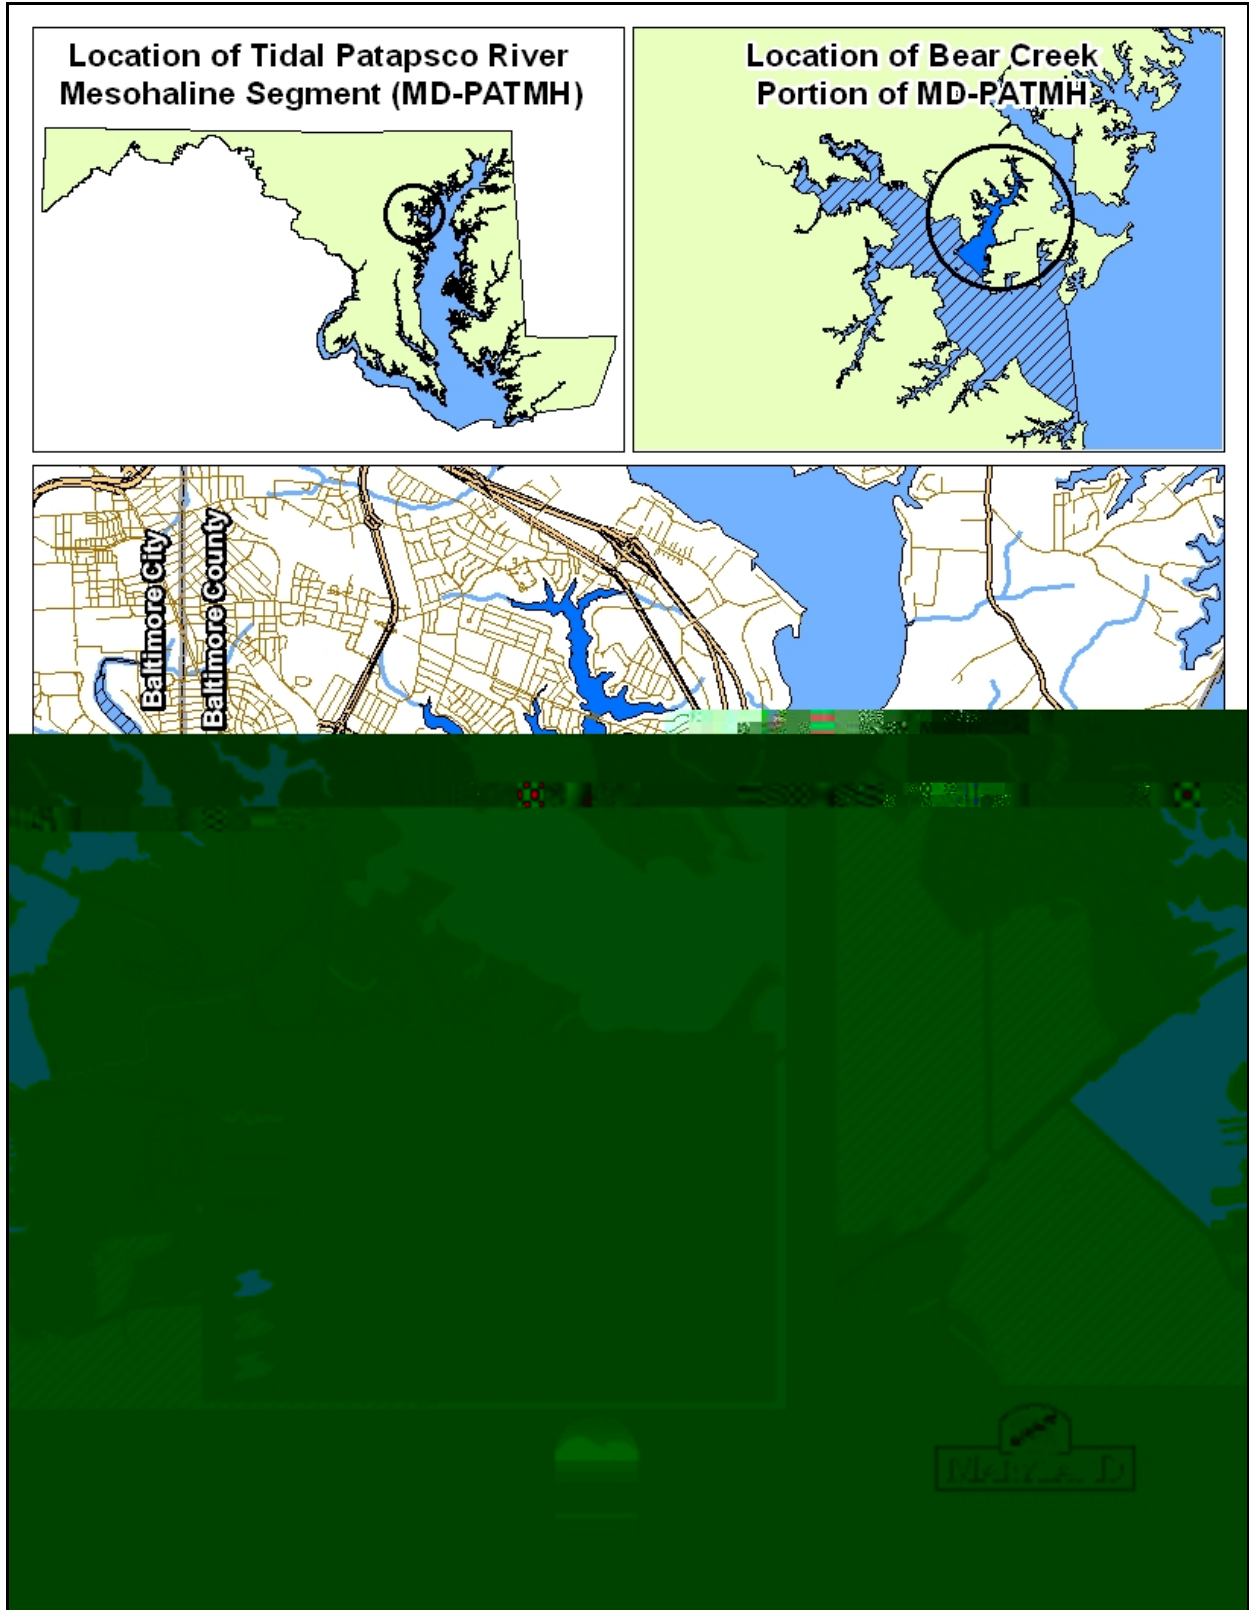 Location of Tidal Patapsco River
Mesohaline Segment (MD-PATMH)
Location of Bear Creek
Portion of MD-PATMH
Baltimore City
Baltimore County